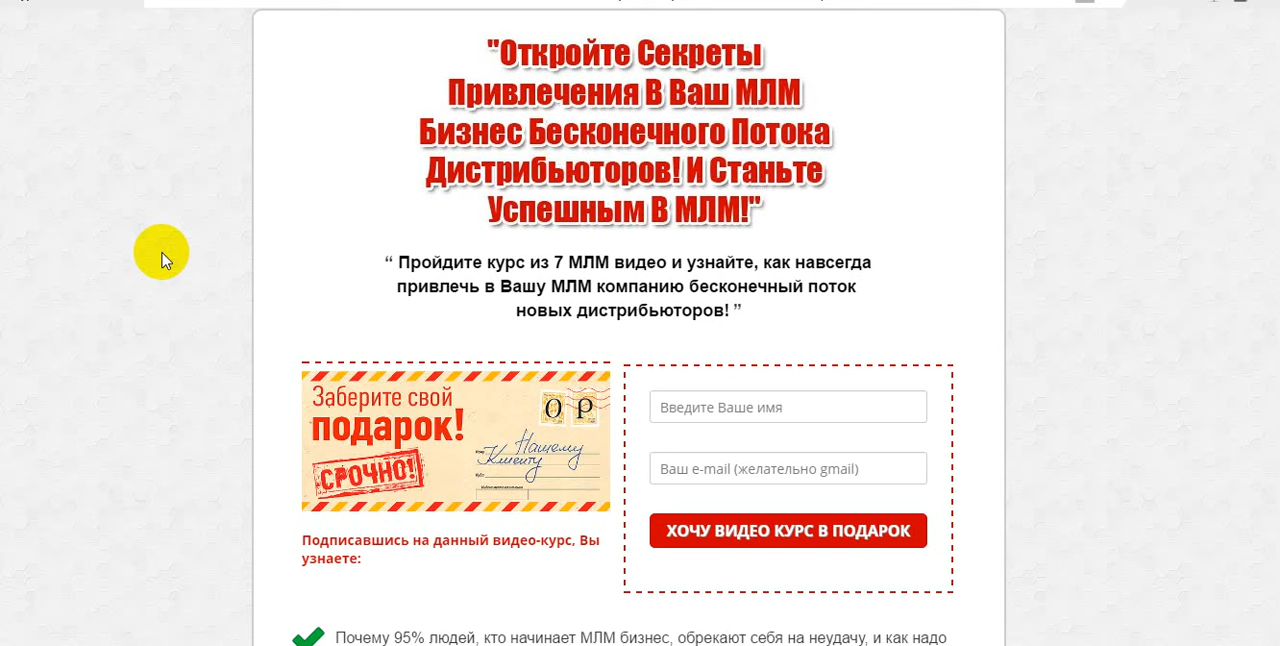 "Откройте Секреты
Привлечения В Ваш МЛМ
Бизнес Бесконечного Потока
Дистрибьюторов! И Станьте
Успешным В МЛМ!"
“ Пройдите курс из 7 МЛМ видео и узнайте, как навсегда
привлечь в Вашу МЛМ компанию бесконечный поток
новых дистрибьюторов! ”
Заберите свой
подарок!
СРОЧНО!
О Р
Нашему
Клиенту
Введите Ваше имя
Ваш e-mail (желательно gmail)
ХОЧУ ВИДЕО КУРС В ПОДАРОК
Подписавшись на данный видео-курс, Вы
узнаете:
Почему 95% людей, кто начинает МЛМ бизнес, обрекают себя на неудачу, и как надо